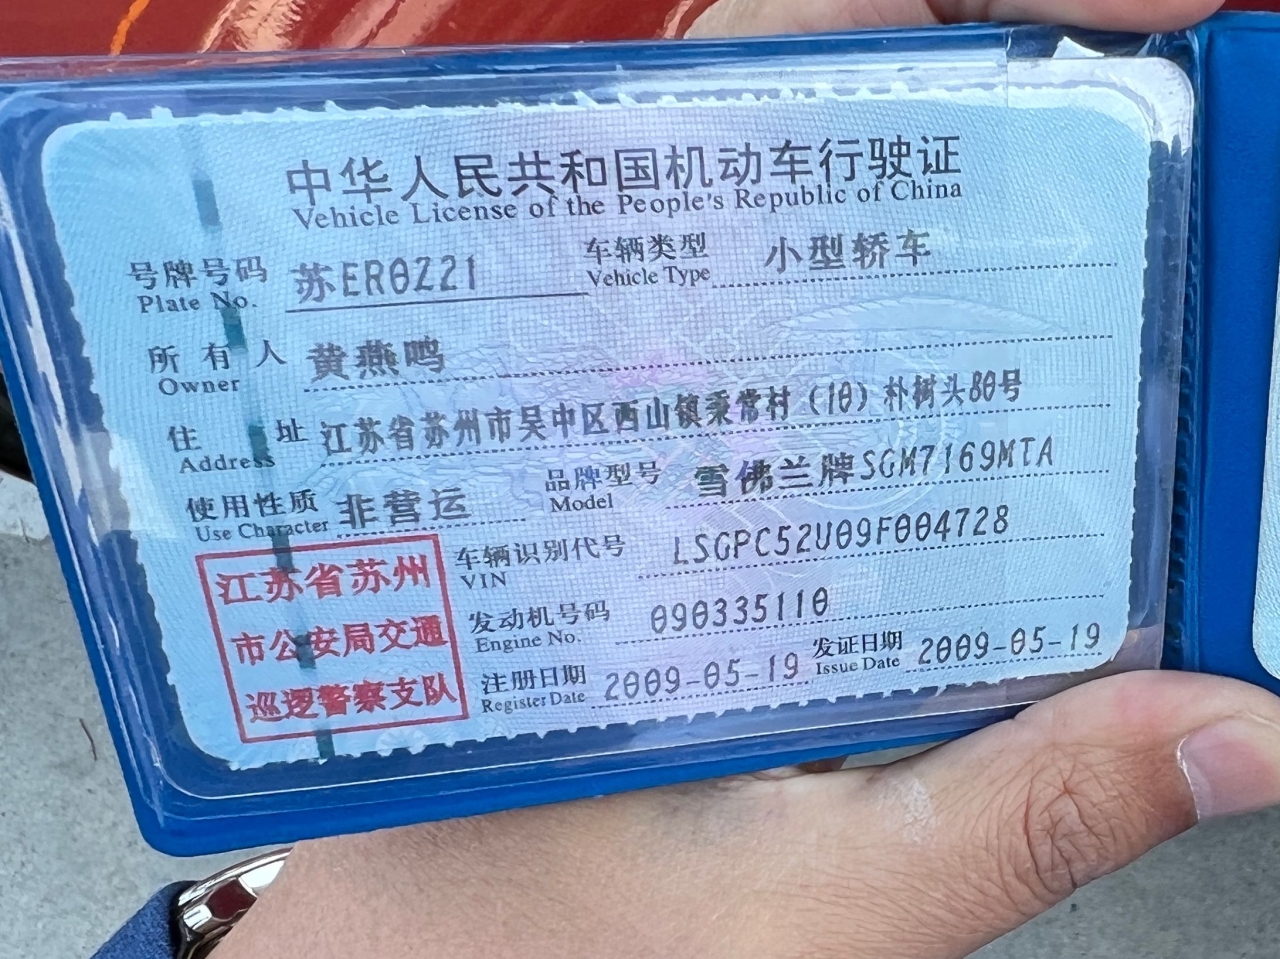 中华人民共和国机动车行驶证
Vehicle License of the People's Republic of China
号牌号码 苏ER0221 车辆类型 小型轿车
Plate No. Vehicle Type
所有人 黄燕鸣
Owner
住址 江苏省苏州市吴中区西山镇秉常村（10）朴树头80号
Address
使用性质 非营运 品牌型号 雪佛兰牌SGM7169MTA
Use Character Model
江苏省苏州
市公安局交通
巡逻警察支队
车辆识别代号 LSGPC52U09F004728
VIN
发动机号码 090335110
Engine No.
注册日期 2009-05-19 发证日期 2009-05-19
Register Date Issue Date